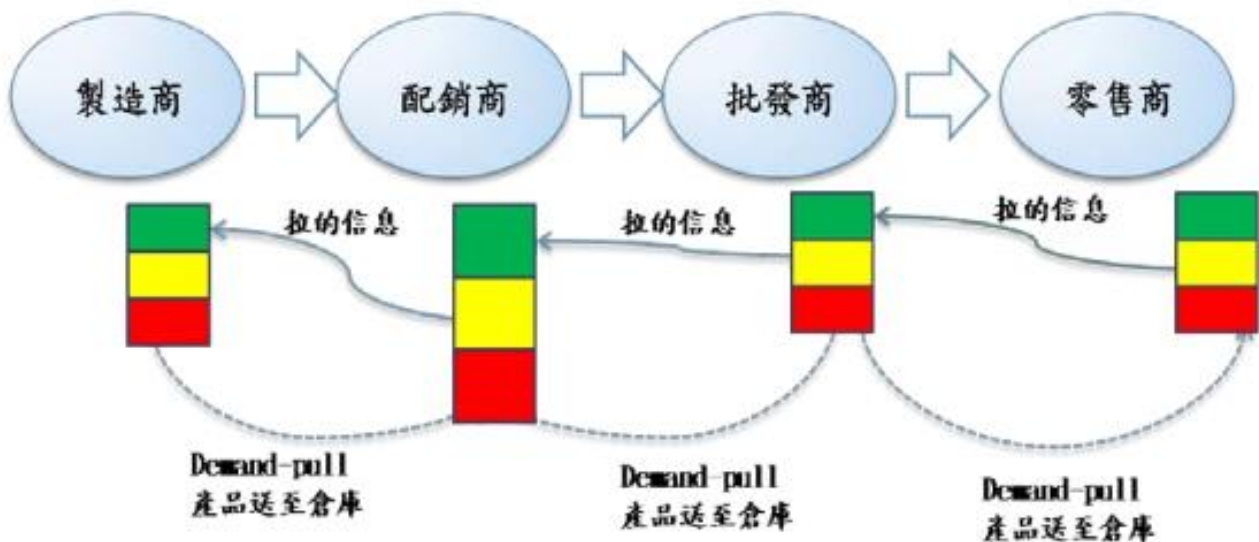 製造商
配銷商
批發商
零售商
拉的信息
拉的信息
拉的信息
Demand-pull
產品送至倉庫
Demand-pull
產品送至倉庫
Demand-pull
產品送至倉庫